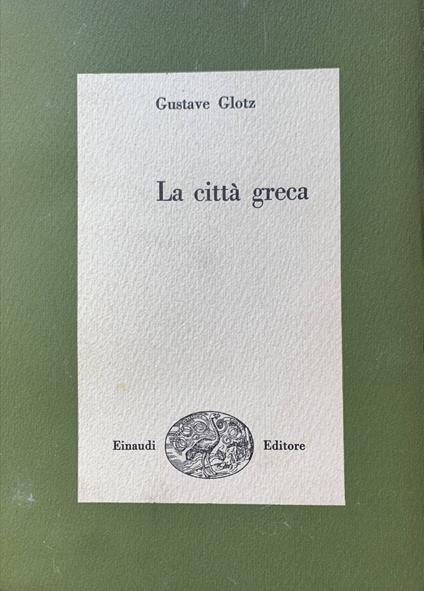 Gustave Glotz
La città greca
Einaudi Editore